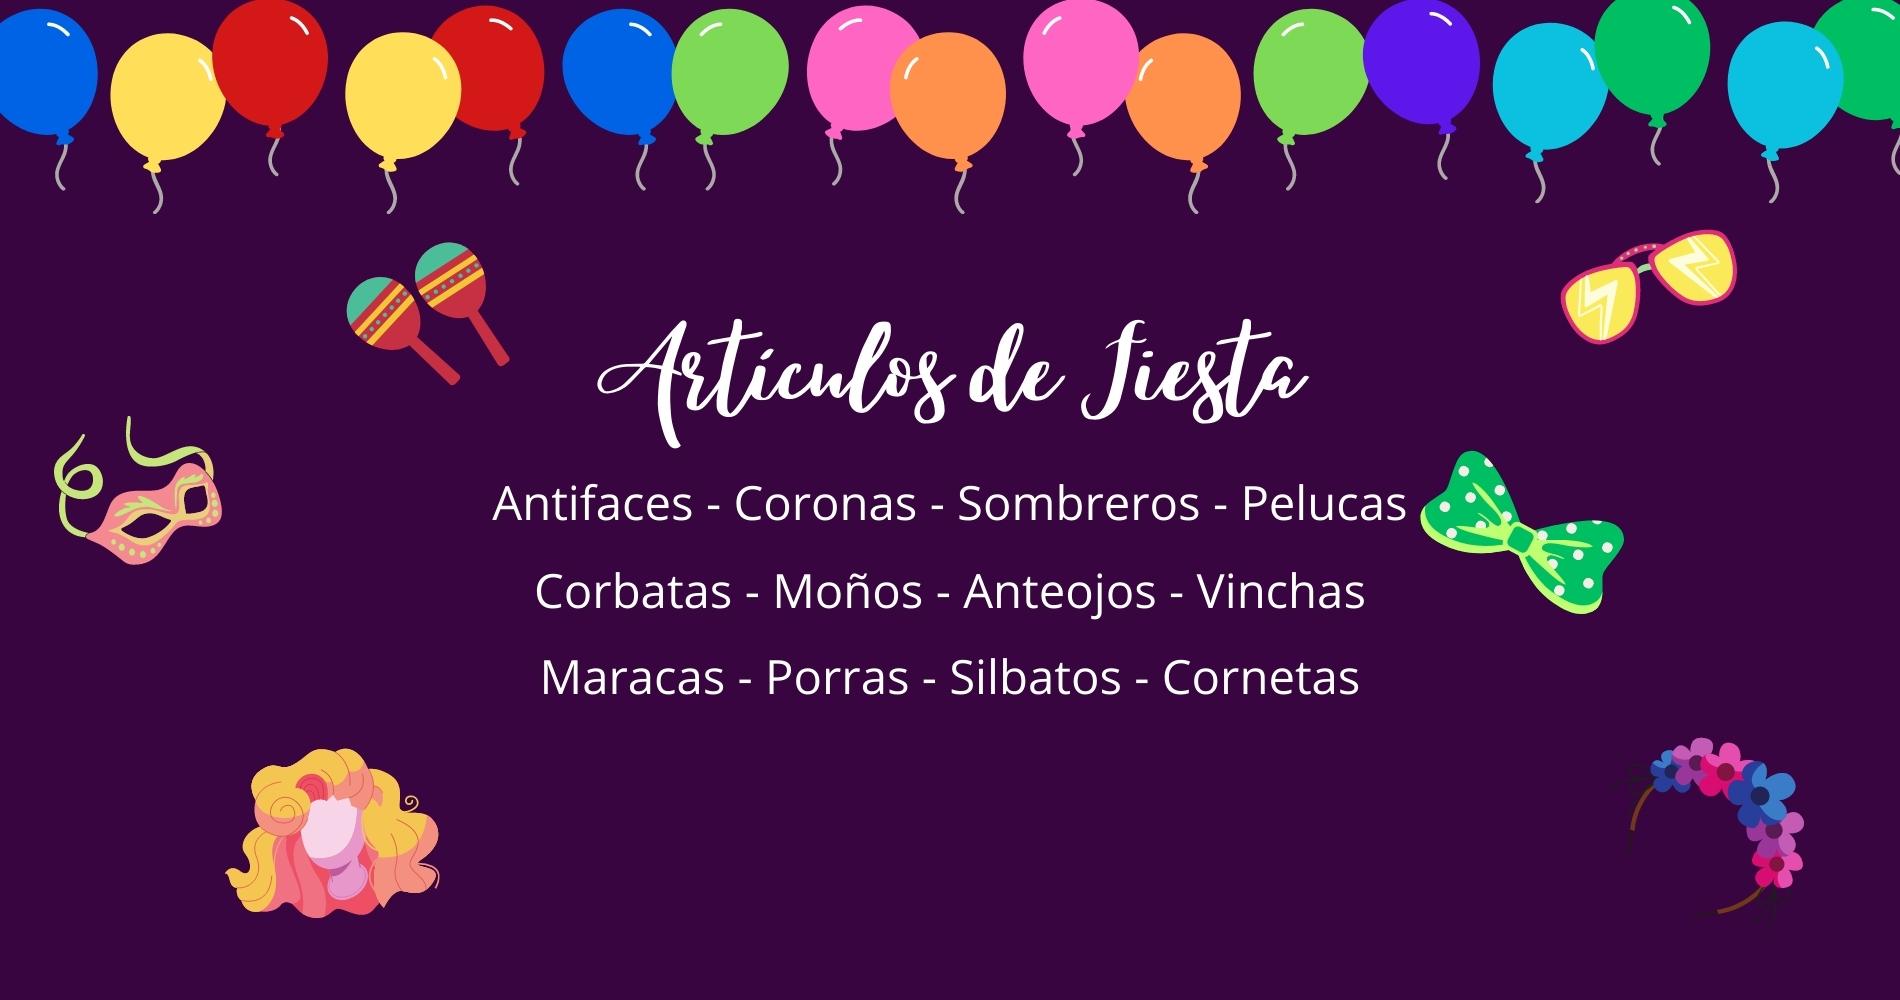 Artículos de Fiesta
Antifaces - Coronas - Sombreros - Pelucas
Corbatas - Moños - Anteojos - Vinchas
Maracas - Porras - Silbatos - Cornetas